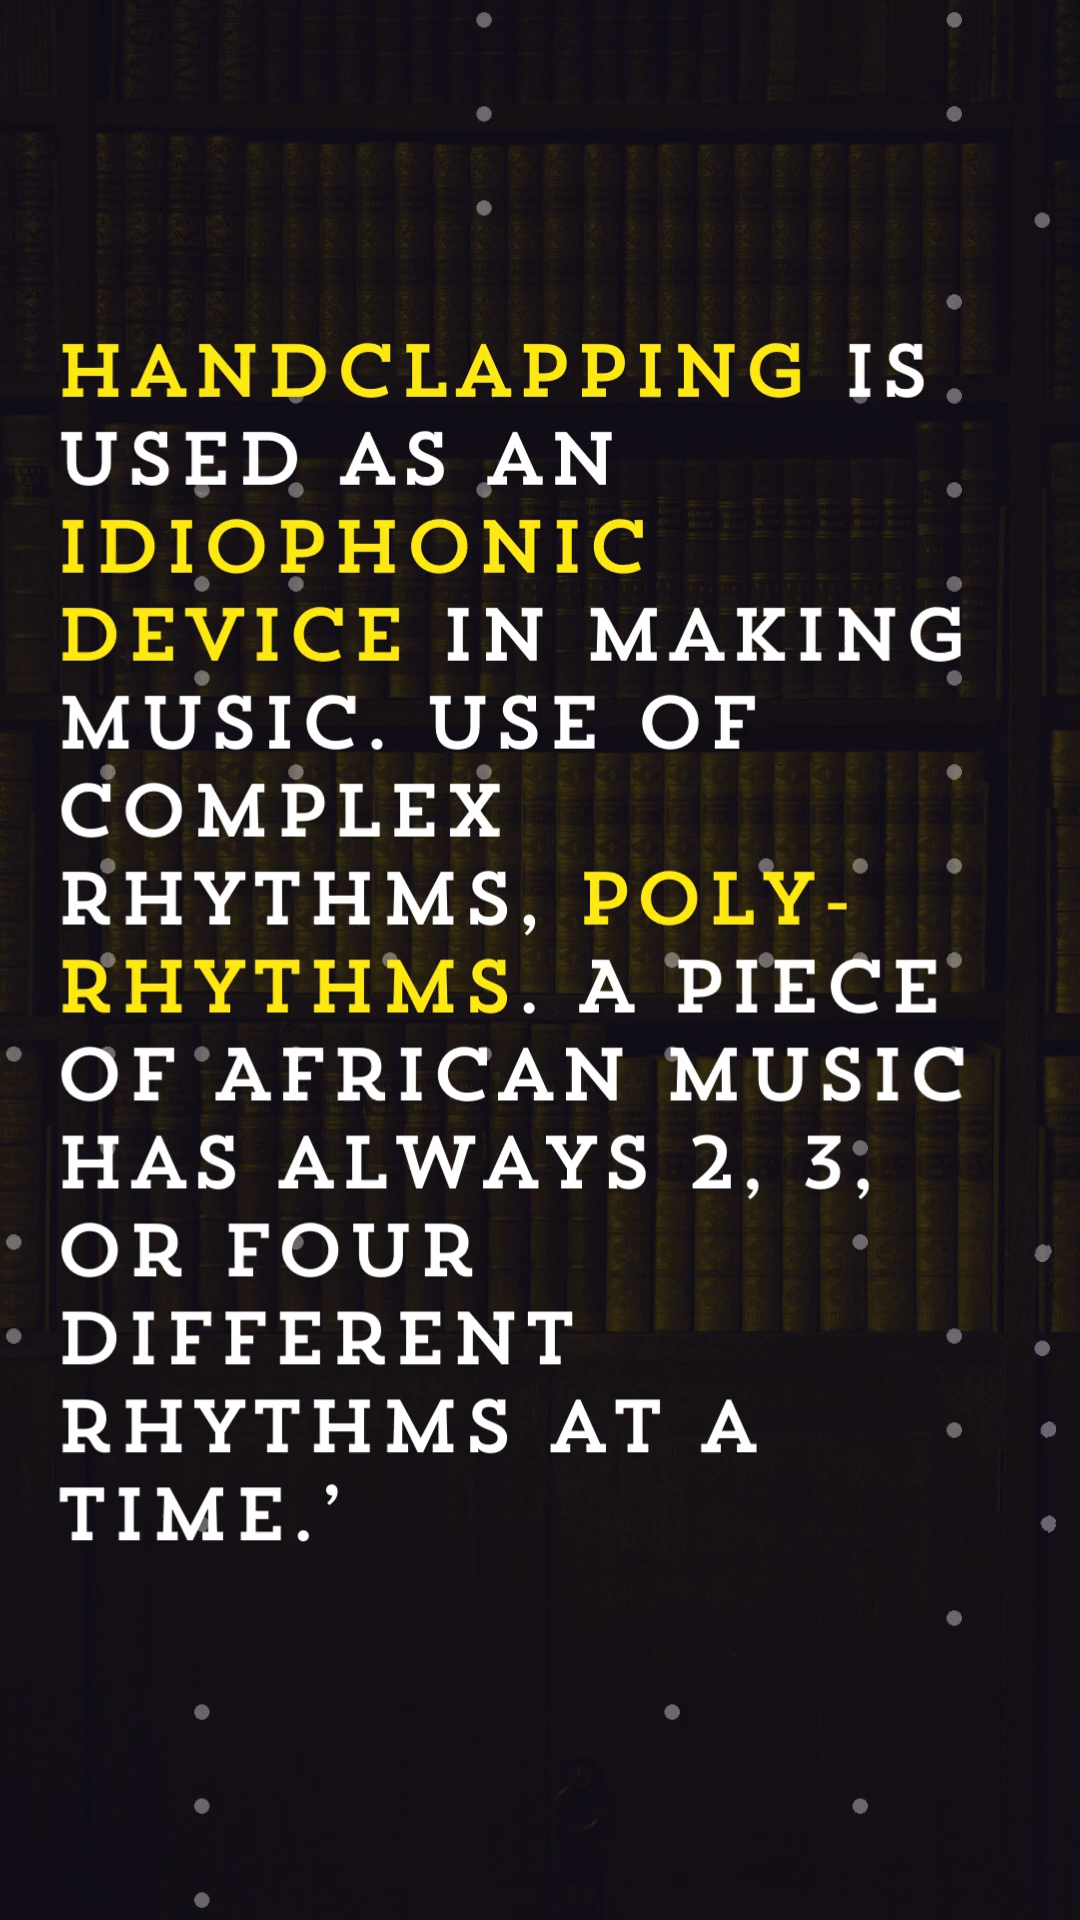 HANDCLAPPING IS
USED AS AN
IDIOPHONIC
DEVICE IN MAKING
MUSIC. USE OF
COMPLEX
RHYTHMS, POLY-
RHYTHMS. A PIECE
OF AFRICAN MUSIC
HAS ALWAYS 2, 3,
OR FOUR
DIFFERENT
RHYTHMS AT A
TIME.’